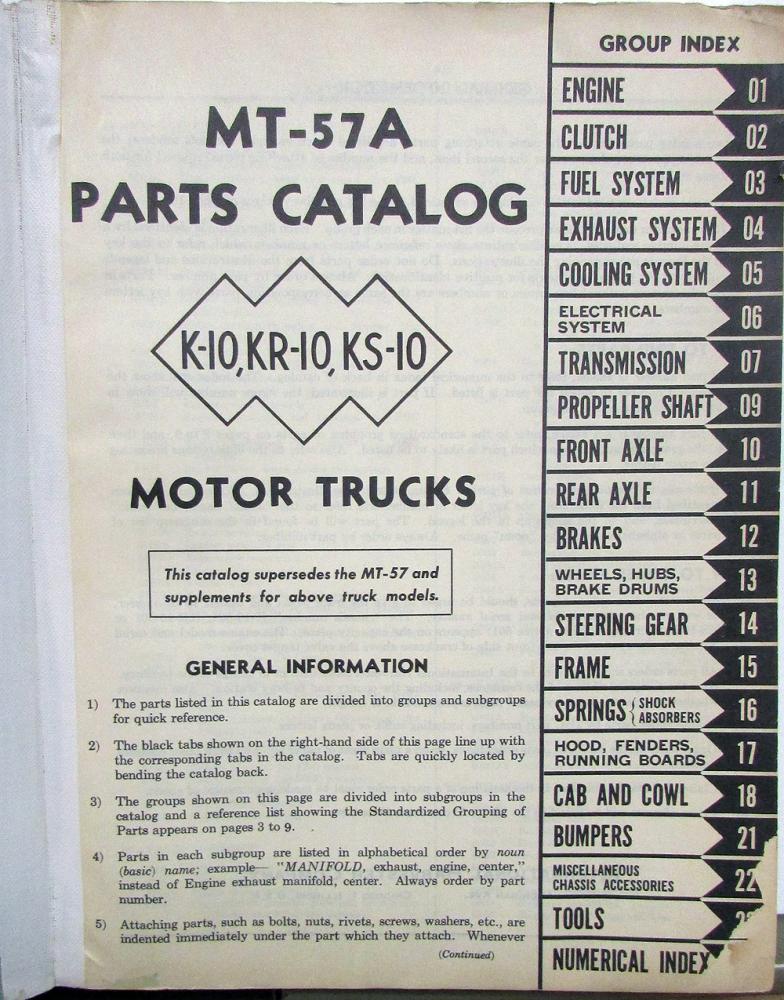 MT-57A
PARTS CATALOG
K-10, KR-10, KS-10
MOTOR TRUCKS
This catalog supersedes the MT-57 and
supplements for above truck models.
GENERAL INFORMATION
1) The parts listed in this catalog are divided into groups and subgroups
for quick reference.
2) The black tabs shown on the right-hand side of this page line up with
the corresponding tabs in the catalog. Tabs are quickly located by
bending the catalog back.
3) The groups shown on this page are divided into subgroups in the
catalog and a reference list showing the Standardized Grouping of
Parts appears on pages 3 to 9.
4) Parts in each subgroup are listed in alphabetical order by noun
(basic) name; example— "MANIFOLD, exhaust, engine, center,"
instead of Engine exhaust manifold, center. Always order by part
number.
5) Attaching parts, such as bolts, nuts, rivets, screws, washers, etc., are
indented immediately under the part which they attach. Whenever
(Continued)
GROUP INDEX
ENGINE 01
CLUTCH 02
FUEL SYSTEM 03
EXHAUST SYSTEM 04
COOLING SYSTEM 05
ELECTRICAL
SYSTEM 06
TRANSMISSION 07
PROPELLER SHAFT 09
FRONT AXLE 10
REAR AXLE 11
BRAKES 12
WHEELS, HUBS,
BRAKE DRUMS 13
STEERING GEAR 14
FRAME 15
SPRINGS { SHOCK
ABSORBERS 16
HOOD, FENDERS,
RUNNING BOARDS 17
CAB AND COWL 18
BUMPERS 21
MISCELLANEOUS
CHASSIS ACCESSORIES 22
TOOLS
NUMERICAL INDEX